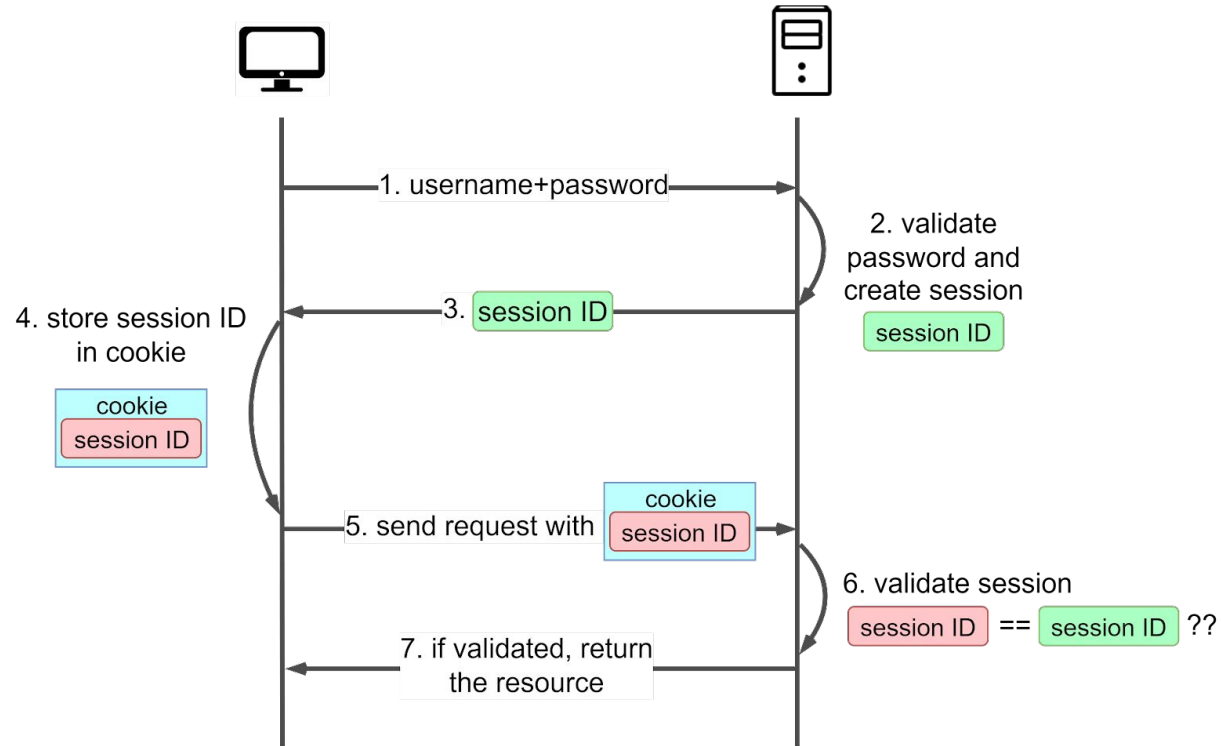 1. username+password
2. validate
password and
create session
session ID
3. session ID
4. store session ID
in cookie
cookie
session ID
5. send request with
cookie
session ID
6. validate session
session ID == session ID ??
7. if validated, return
the resource